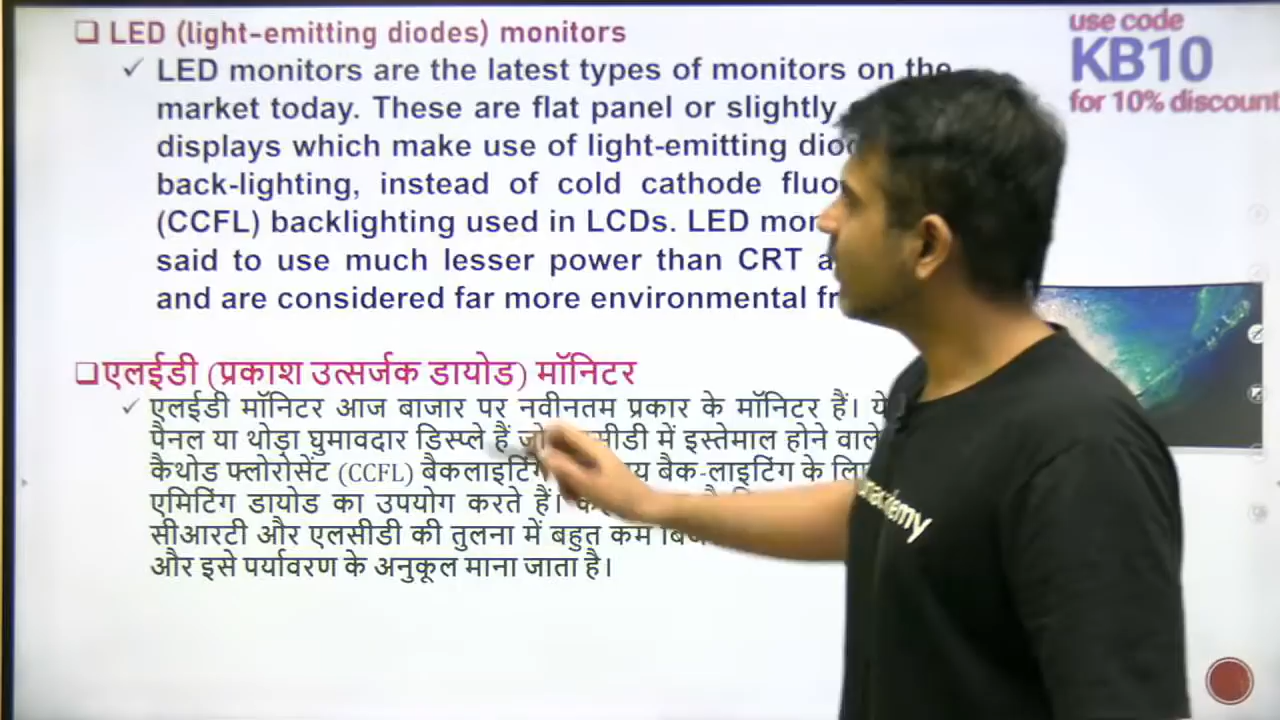 LED (light-emitting diodes) monitors
LED monitors are the latest types of monitors on the
market today. These are flat panel or slightly
displays which make use of light-emitting
back-lighting, instead of cold cathode
(CCFL) backlighting used in LCDs. LED
said to use much lesser power than CRT
and are considered far more environmental
एलईडी (प्रकाश उत्सर्जक डायोड) मॉनिटर
एलईडी मॉनिटर आज बाजार पर नवीनतम प्रकार के मॉनिटर हैं। ये
पैनल या थोड़ा घुमावदार डिस्प्ले हैं जो में इस्तेमाल होने वाले
कैथोड फ्लोरोसेंट (CCFL) बैकलाइटिंग बैक-लाइटिंग के
एमिटिंग डायोड का उपयोग करते हैं।
सीआरटी और एलसीडी की तुलना में बहुत कम
और इसे पर्यावरण के अनुकूल माना जाता है।
use code
KB10
for 10% discount